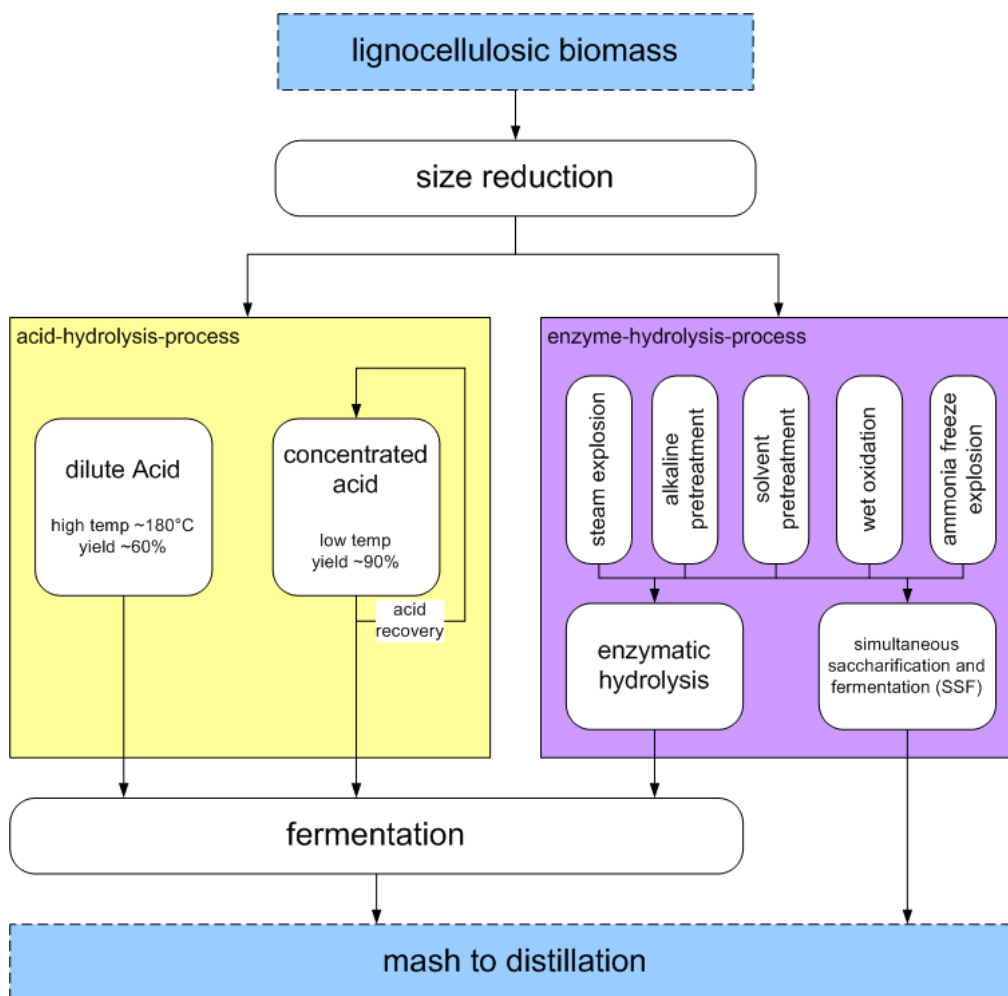 lignocellulosic biomass
size reduction
acid-hydrolysis-process
dilute Acid
high temp ~180°C
yield ~60%
concentrated
acid
low temp
yield ~90%
acid
recovery
enzyme-hydrolysis-process
steam explosion
alkaline
pretreatment
solvent
pretreatment
wet oxidation
ammonia freeze
explosion
enzymatic
hydrolysis
simultaneous
saccharification and
fermentation (SSF)
fermentation
mash to distillation